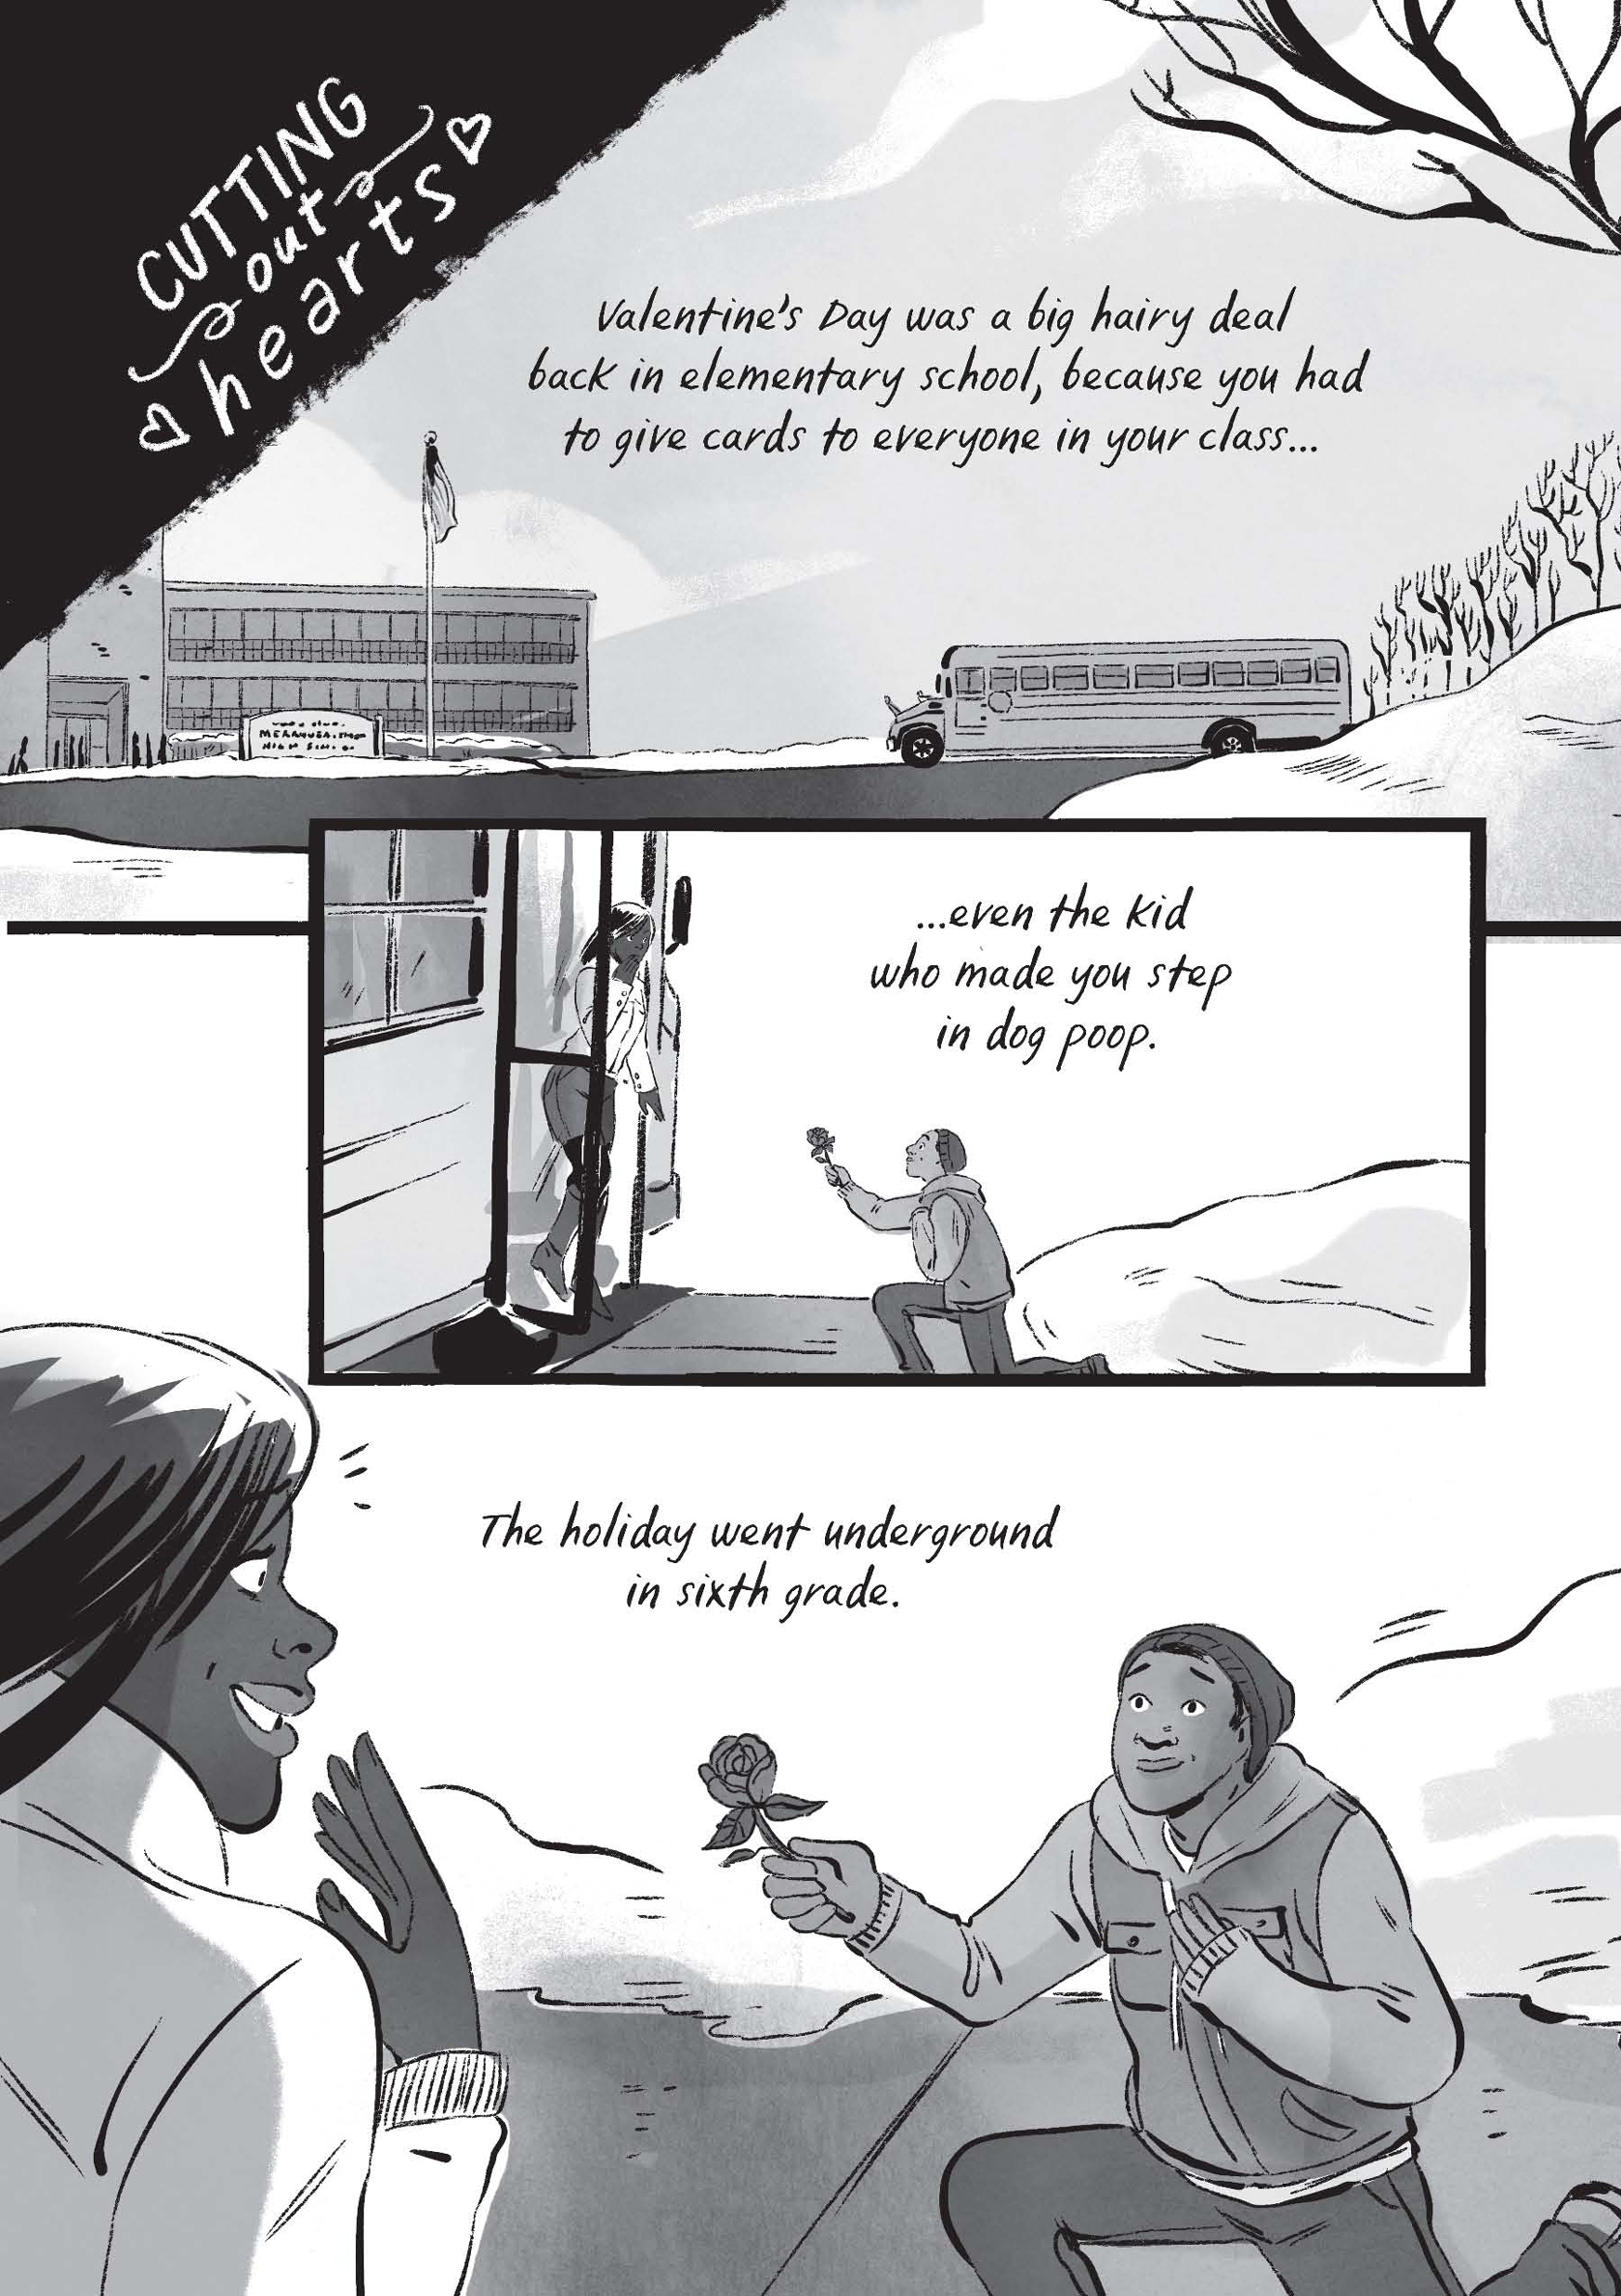 CUTTING
out
hearts
Valentine's Day was a big hairy deal
back in elementary school, because you had
to give cards to everyone in your class...
...even the kid
who made you step
in dog poop.
The holiday went underground
in sixth grade.